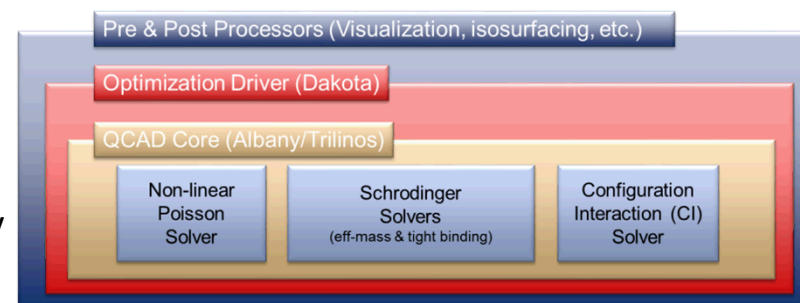 Pre & Post Processors (Visualization, isosurfacing, etc.)
Optimization Driver (Dakota)
QCAD Core (Albany/Trilinos)
Non-linear
Poisson
Solver
Schrodinger
Solvers
(eff-mass & tight binding)
Configuration
Interaction (CI)
Solver